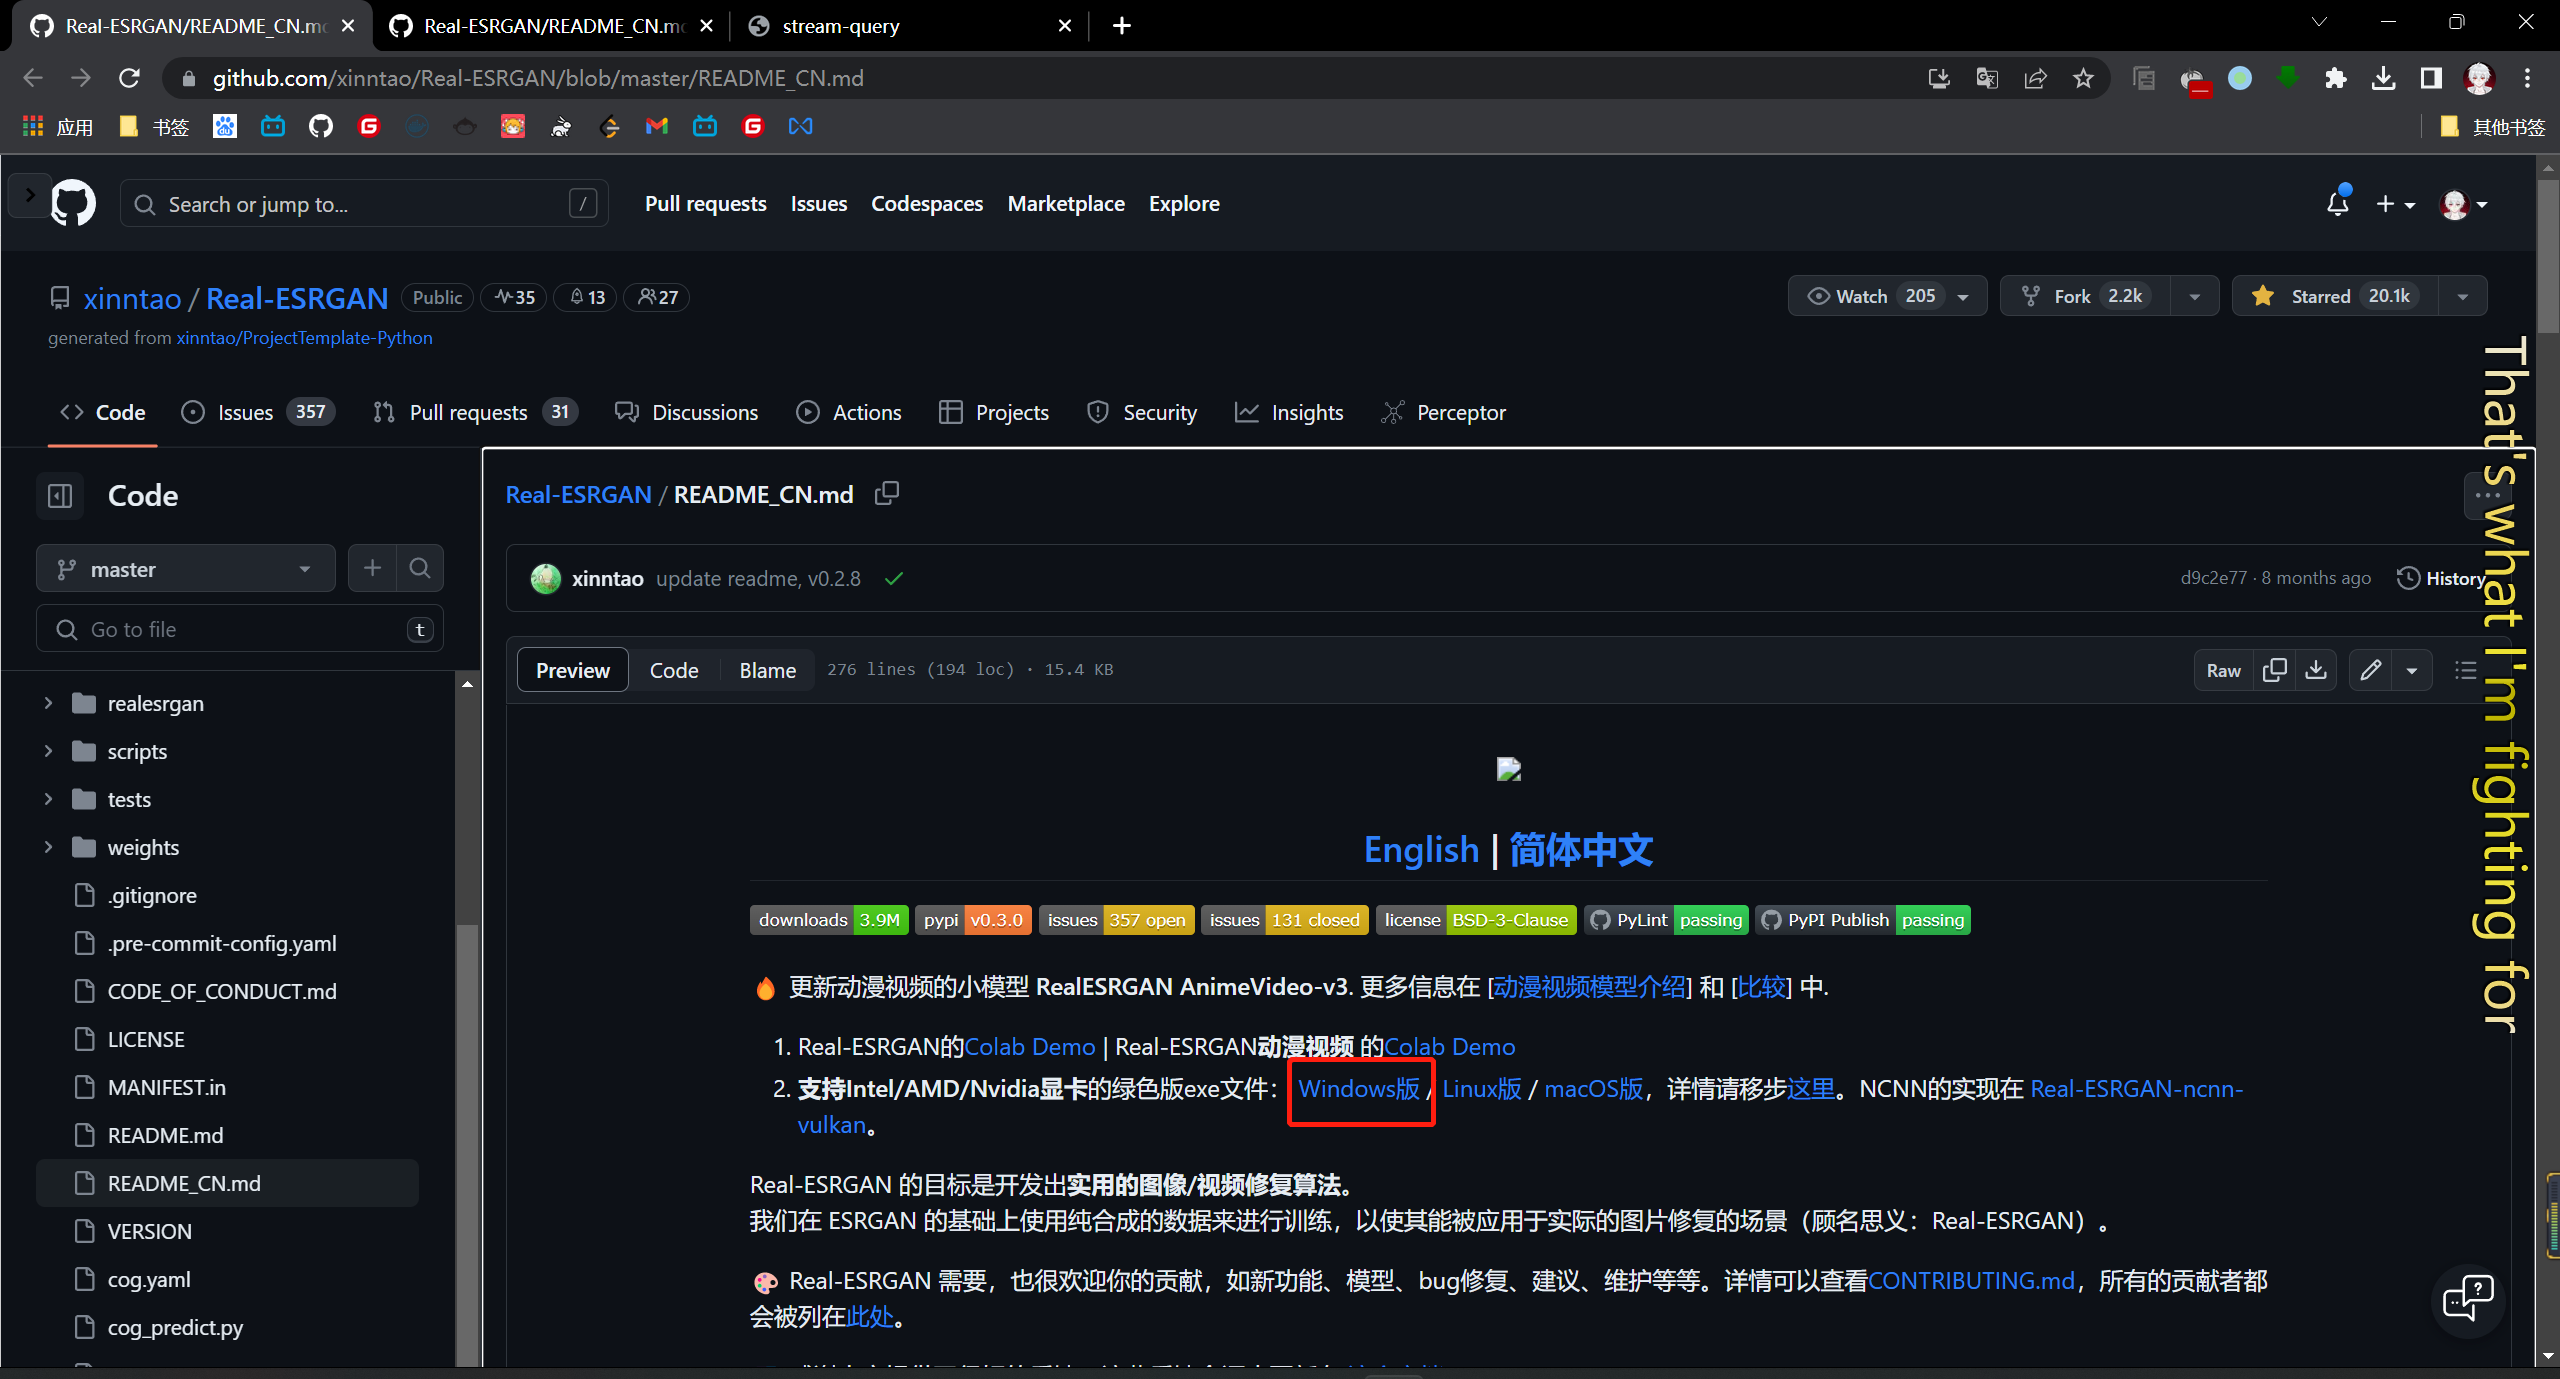 Real-ESRGAN/README_CN.m
Real-ESRGAN/README_CN.m
stream-query
github.com/xinntao/Real-ESRGAN/blob/master/README_CN.md
应用
书签
其他书签
Search or jump to...
/
Pull requests
Issues
Codespaces
Marketplace
Explore
xinntao / Real-ESRGAN
Public
35
13
27
Watch 205
Fork 2.2k
Starred 20.1k
generated from xinntao/ProjectTemplate-Python
Code
Issues 357
Pull requests 31
Discussions
Actions
Projects
Security
Insights
Perceptor
That's what I'm fighting for
Code
master
Go to file
t
realesrgan
scripts
tests
weights
.gitignore
.pre-commit-config.yaml
CODE_OF_CONDUCT.md
LICENSE
MANIFEST.in
README.md
README_CN.md
VERSION
cog.yaml
cog_predict.py
Real-ESRGAN / README_CN.md
xinntao update readme, v0.2.8
d9c2e77 · 8 months ago
History
Preview
Code
Blame
276 lines (194 loc) · 15.4 KB
Raw
English | 简体中文
downloads 3.9M
pypi v0.3.0
issues 357 open
issues 131 closed
license BSD-3-Clause
PyLint passing
PyPI Publish passing
🔥 更新动漫视频的小模型 RealESRGAN AnimeVideo-v3. 更多信息在 [动漫视频模型介绍] 和 [比较] 中.
1. Real-ESRGAN的Colab Demo | Real-ESRGAN动漫视频 的Colab Demo
2. 支持Intel/AMD/Nvidia显卡的绿色版exe文件： Windows版 / Linux版 / macOS版，详情请移步这里。NCNN的实现在 Real-ESRGAN-ncnn-
vulkan。
Real-ESRGAN 的目标是开发出实用的图像/视频修复算法。
我们在 ESRGAN 的基础上使用纯合成的数据来进行训练，以使其能被应用于实际的图片修复的场景（顾名思义：Real-ESRGAN）。
🎨 Real-ESRGAN 需要，也很欢迎你的贡献，如新功能、模型、bug修复、建议、维护等等。详情可以查看CONTRIBUTING.md，所有的贡献者都
会被列在此处。